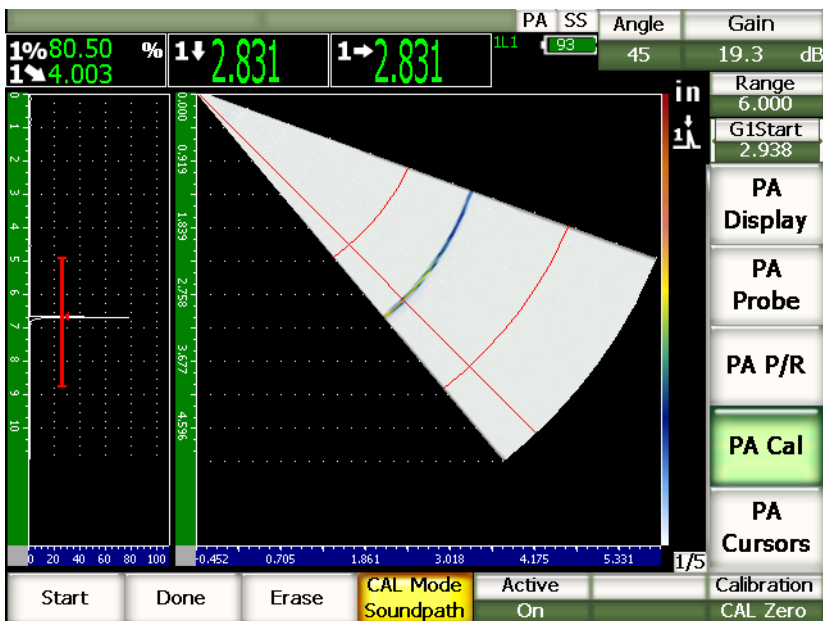 PA SS Angle Gain
1%80.50 % 1 2.831 1 2.831 1L1 93 45 19.3 dB
1 4.003
in Range
6.000
1 G1Start
2.938
PA
Display
PA
Probe
PA P/R
PA Cal
PA
Cursors
0 1 2 3 4 5 6 7 8 9 10
0.000 0.919 1.839 2.758 3.677 4.596
0 20 40 60 80 100 -0.452 0.705 1.861 3.018 4.175 5.331 1/5
Start Done Erase CAL Mode Active Calibration
Soundpath On CAL Zero